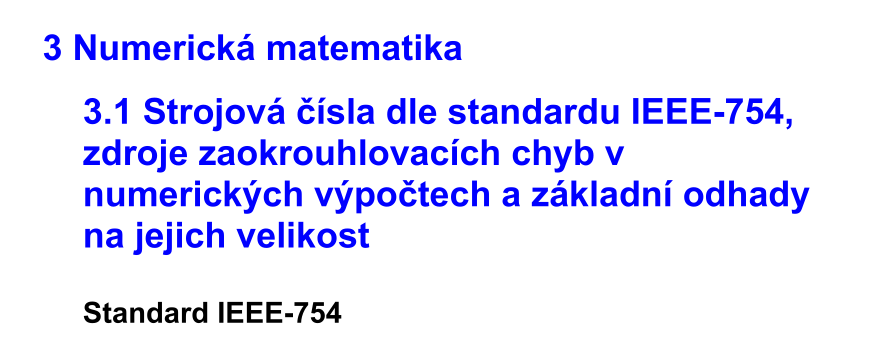 3 Numerická matematika
3.1 Strojová čísla dle standardu IEEE-754,
zdroje zaokrouhlovacích chyb v
numerických výpočtech a základní odhady
na jejich velikost
Standard IEEE-754